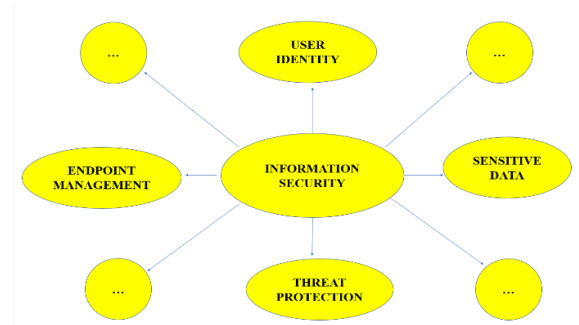 ...
USER
IDENTITY
...
ENDPOINT
MANAGEMENT
INFORMATION
SECURITY
SENSITIVE
DATA
...
THREAT
PROTECTION
...